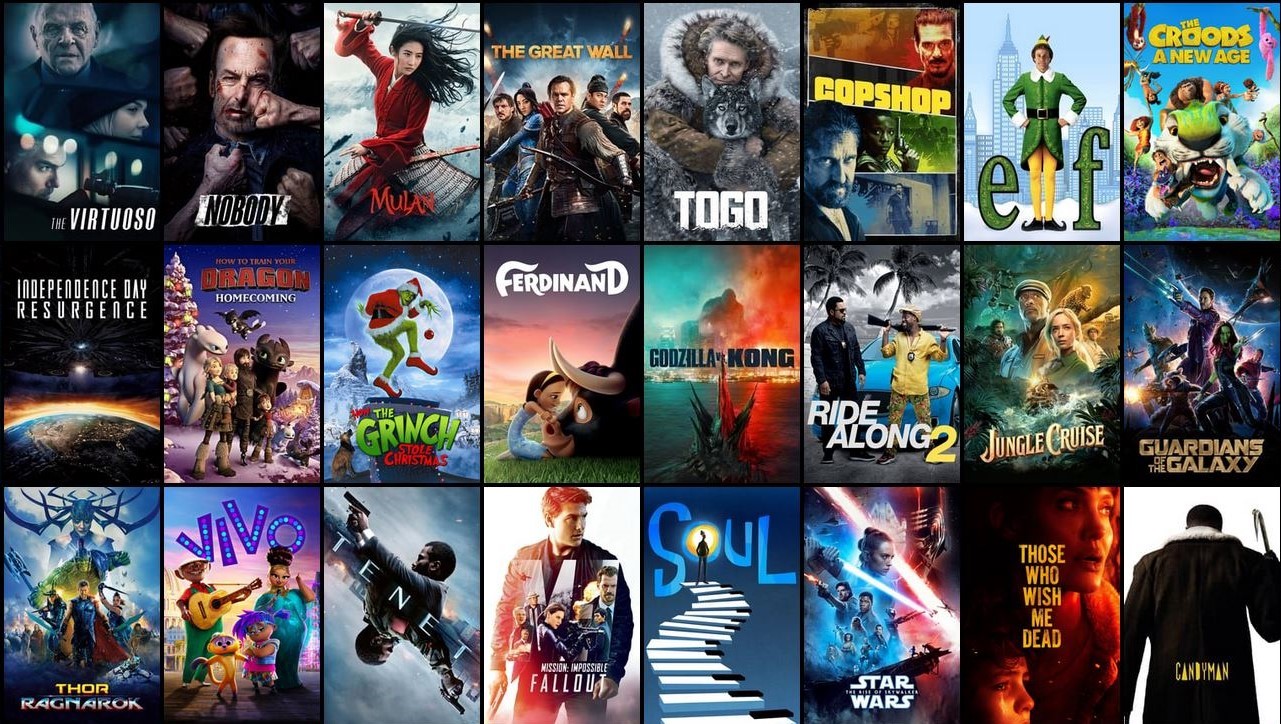 THE VIRTUOSO
NOBODY
MULAN
THE GREAT WALL
TOGO
COPSHOP
elf
THE
CROODS
A NEW AGE
INDEPENDENCE DAY
RESURGENCE
HOW TO TRAIN YOUR
DRAGON
HOMECOMING
THE
GRINCH
STOLE
CHRISTMAS
FERDINAND
GODZILLA VS KONG
RIDE
ALONG 2
JUNGLE CRUISE
GUARDIANS
OF THE GALAXY
THOR
RAGNAROK
VIVO
TENET
MISSION: IMPOSSIBLE
FALLOUT
SOUL
STAR
THE RISE OF SKYWALKER
WARS
THOSE
WHO
WISH
ME
DEAD
CANDYMAN